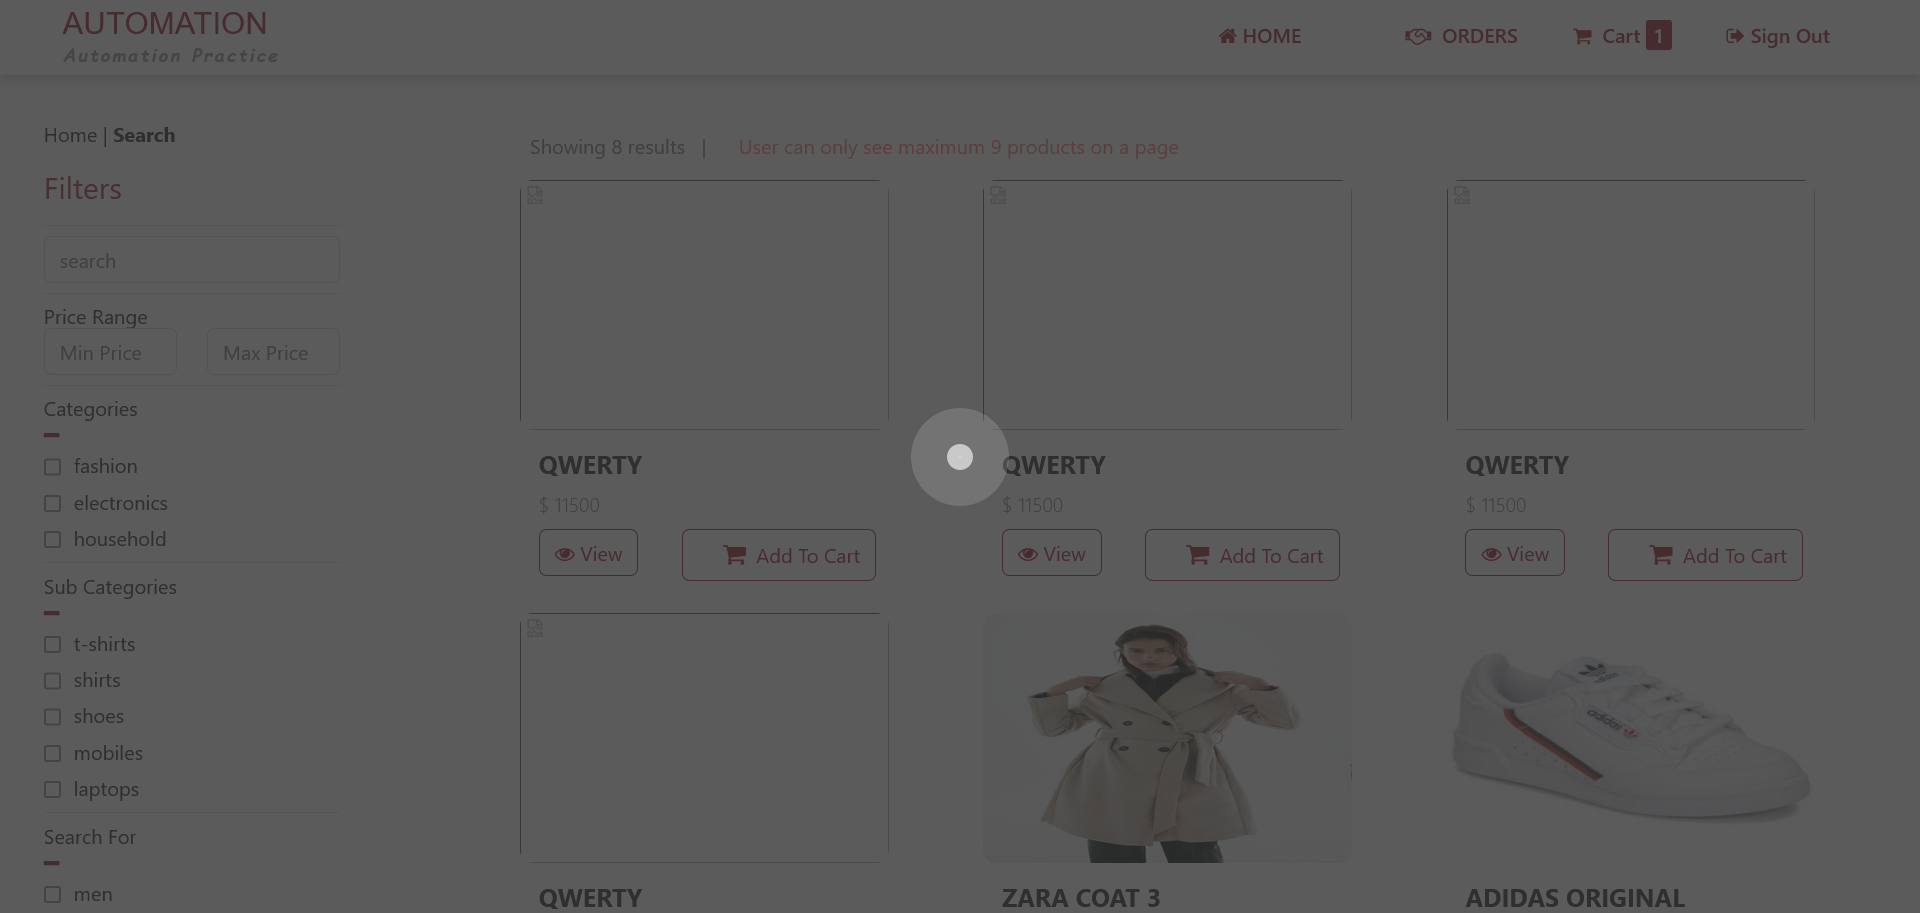 AUTOMATION
Automation Practice
HOME
ORDERS
Cart 1
Sign Out
Home | Search
Showing 8 results |
User can only see maximum 9 products on a page
Filters
search
Price Range
Min Price
Max Price
Categories
fashion
electronics
household
Sub Categories
t-shirts
shirts
shoes
mobiles
laptops
Search For
men
QWERTY
$ 11500
View
Add To Cart
QWERTY
$ 11500
View
Add To Cart
QWERTY
$ 11500
View
Add To Cart
QWERTY
ZARA COAT 3
adidas
ADIDAS ORIGINAL